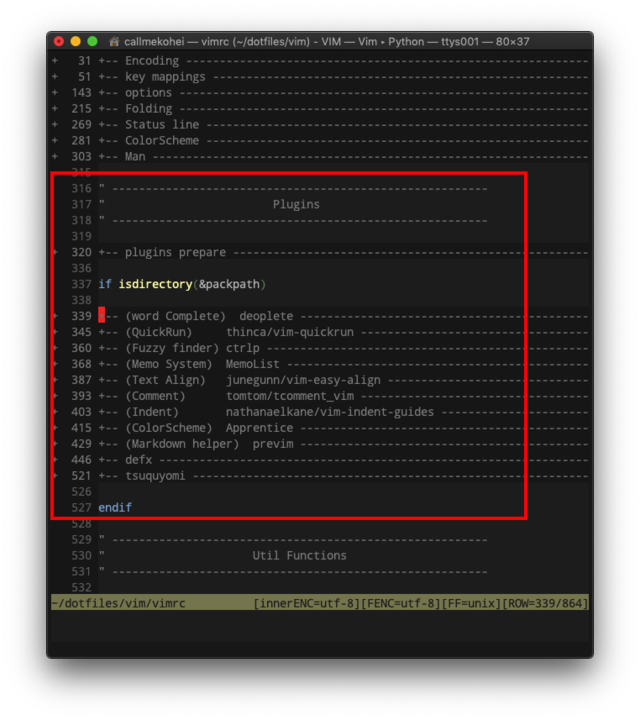 callmekohei — vimrc (~/dotfiles/vim) - VIM — Vim ▸ Python — ttys001 — 80×37
+ 31 +-- Encoding ------------------------------------------------------------
+ 51 +-- key mappings --------------------------------------------------------
+ 143 +-- options -------------------------------------------------------------
+ 215 +-- Folding -------------------------------------------------------------
+ 269 +-- Status line ---------------------------------------------------------
+ 281 +-- ColorScheme ---------------------------------------------------------
+ 303 +-- Man -----------------------------------------------------------------
315
316 " --------------------------------------------------------
317 " Plugins
318 " --------------------------------------------------------
319
+ 320 +-- plugins prepare -----------------------------------------------------
336
337 if isdirectory(&packpath)
338
+ 339 +-- (word Complete)  deoplete -------------------------------------------
+ 345 +-- (QuickRun)     thinca/vim-quickrun ----------------------------------
+ 360 +-- (Fuzzy finder) ctrlp ------------------------------------------------
+ 368 +-- (Memo System)  MemoList ---------------------------------------------
+ 387 +-- (Text Align)   junegunn/vim-easy-align ------------------------------
+ 393 +-- (Comment)      tomtom/tcomment_vim ----------------------------------
+ 403 +-- (Indent)       nathanaelkane/vim-indent-guides ----------------------
+ 415 +-- (ColorScheme)  Apprentice -------------------------------------------
+ 429 +-- (Markdown helper)  previm -------------------------------------------
+ 446 +-- defx ----------------------------------------------------------------
+ 521 +-- tsuquyomi -----------------------------------------------------------
526
527 endif
528
529 " --------------------------------------------------------
530 " Util Functions
531 " --------------------------------------------------------
532
~/dotfiles/vim/vimrc [innerENC=utf-8][FENC=utf-8][FF=unix][ROW=339/864]